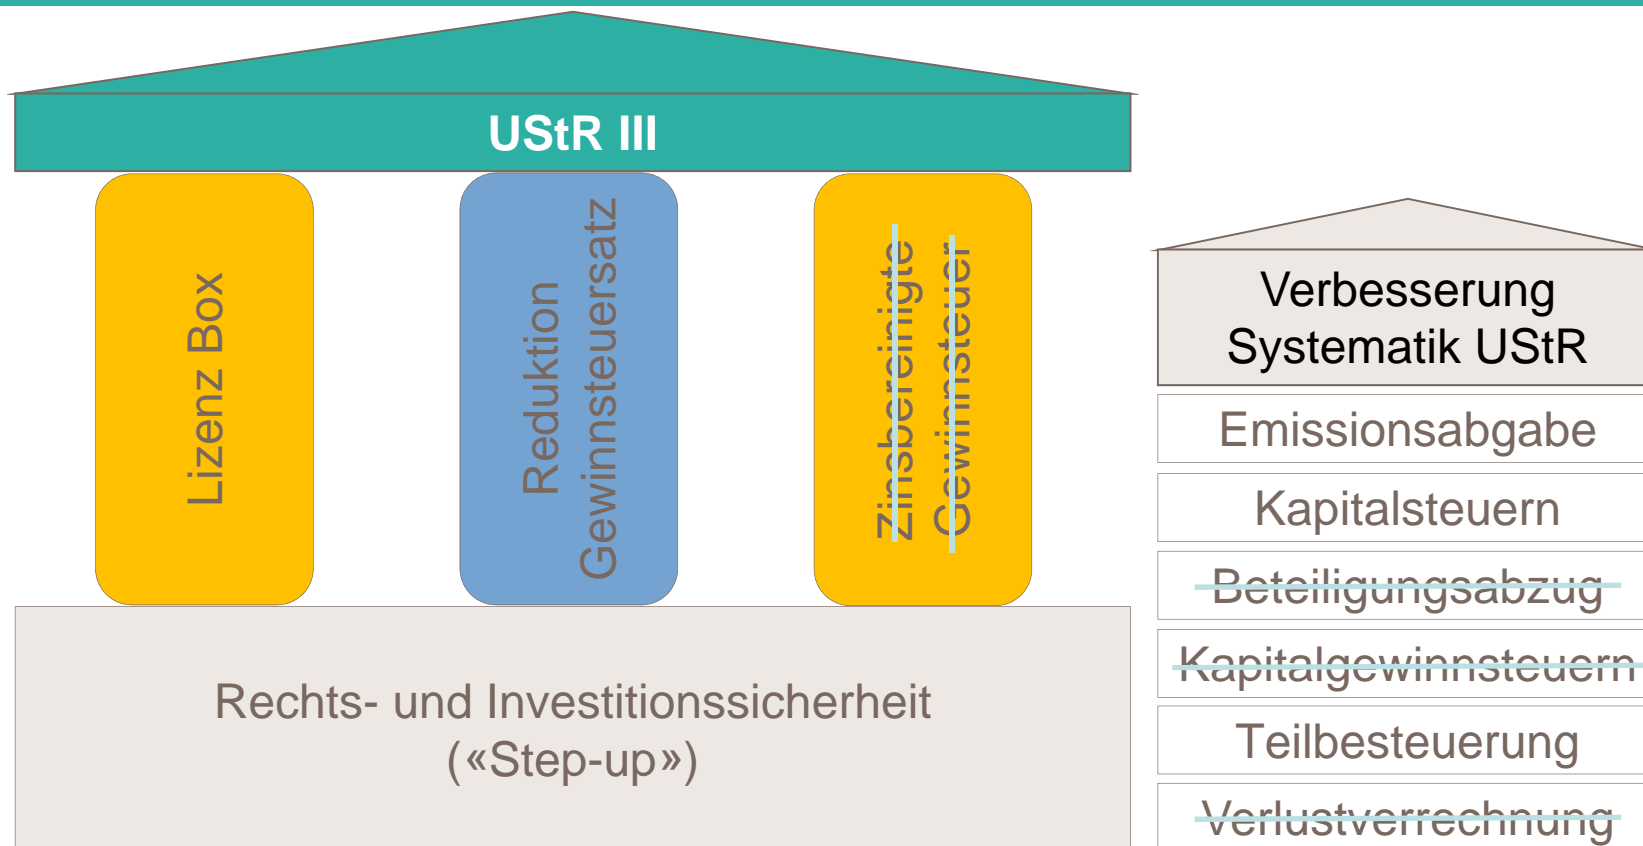 UStR III
Lizenz Box
Reduktion
Gewinnsteuersatz
Zinsbereinigte
Gewinnsteuer
Rechts- und Investitionssicherheit
(«Step-up»)
Verbesserung
Systematik UStR
Emissionsabgabe
Kapitalsteuern
Beteiligungsabzug
Kapitalgewinnsteuern
Teilbesteuerung
Verlustverrechnung